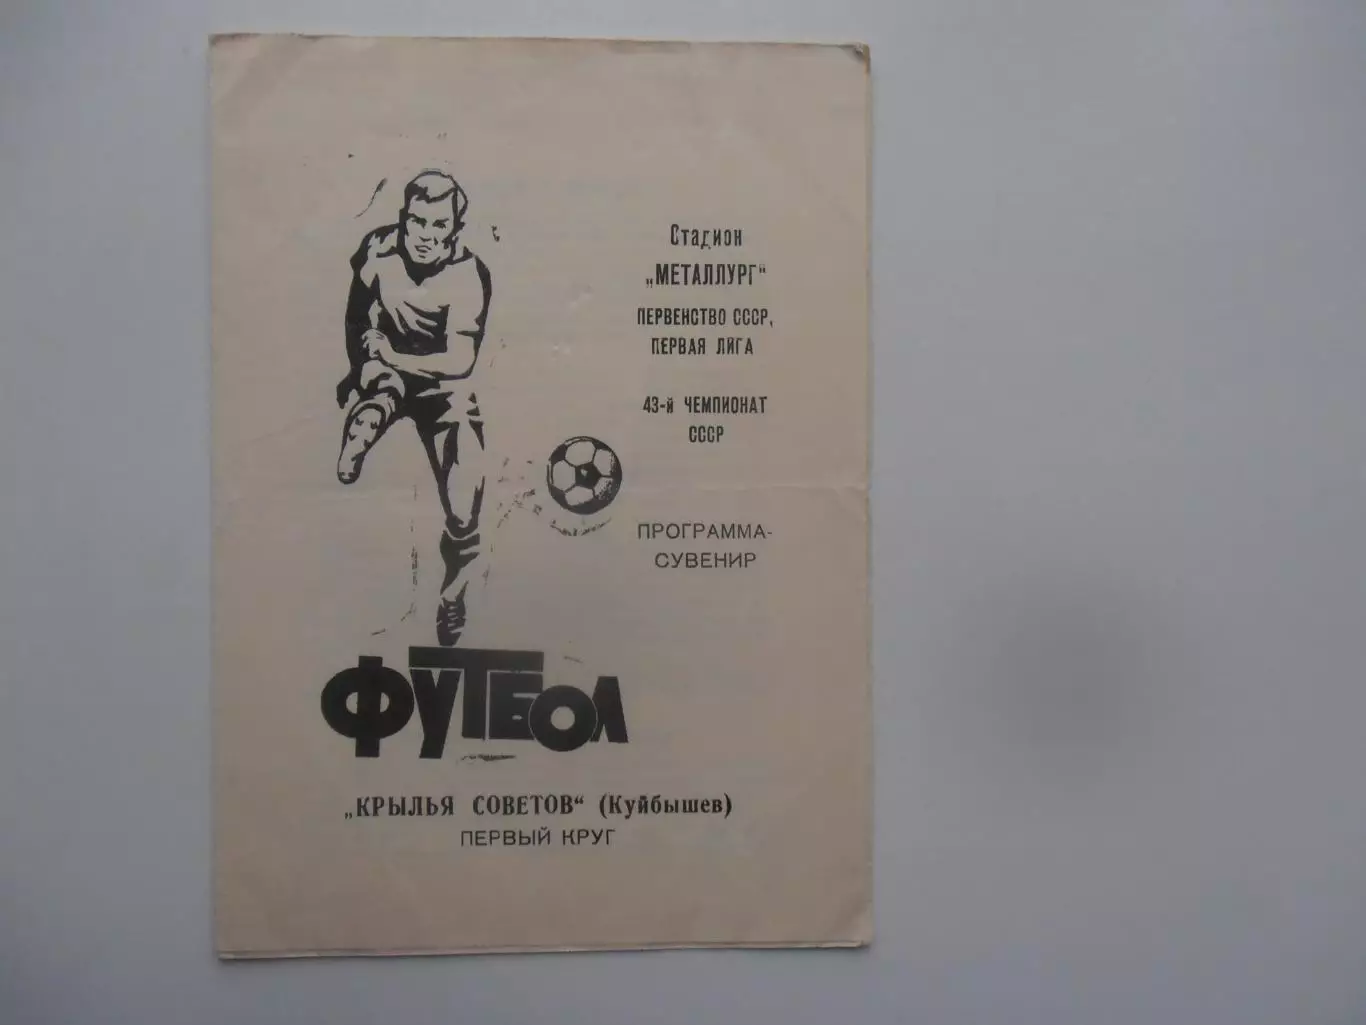 Стадион
„МЕТАЛЛУРГ“
ПЕРВЕНСТВО СССР,
ПЕРВАЯ ЛИГА
43-й ЧЕМПИОНАТ
СССР
ПРОГРАММА-
СУВЕНИР
ФУТБОЛ
„КРЫЛЬЯ СОВЕТОВ“ (Куйбышев)
ПЕРВЫЙ КРУГ